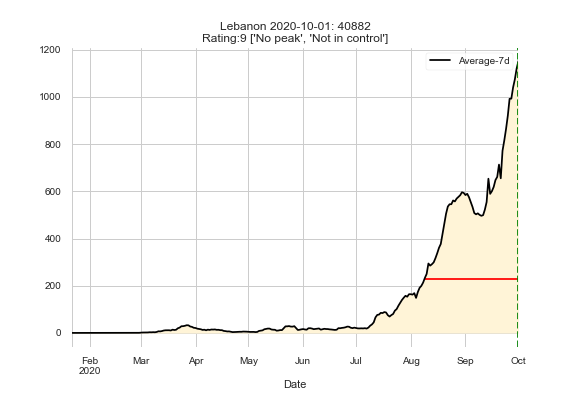 Lebanon 2020-10-01: 40882
Rating:9 ['No peak', 'Not in control']
Average-7d
1200
1000
800
600
400
200
0
Feb Mar Apr May Jun Jul Aug Sep Oct
2020
Date